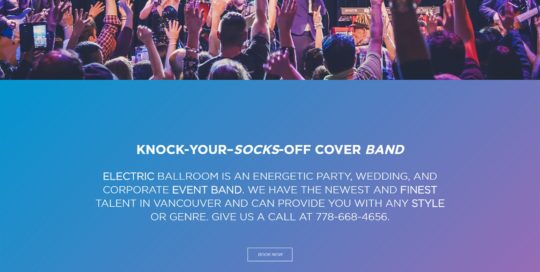 KNOCK-YOUR-SOCKS-OFF COVER BAND
ELECTRIC BALLROOM IS AN ENERGETIC PARTY, WEDDING, AND
CORPORATE EVENT BAND. WE HAVE THE NEWEST AND FINEST
TALENT IN VANCOUVER AND CAN PROVIDE YOU WITH ANY STYLE
OR GENRE. GIVE US A CALL AT 778-668-4656.
BOOK NOW